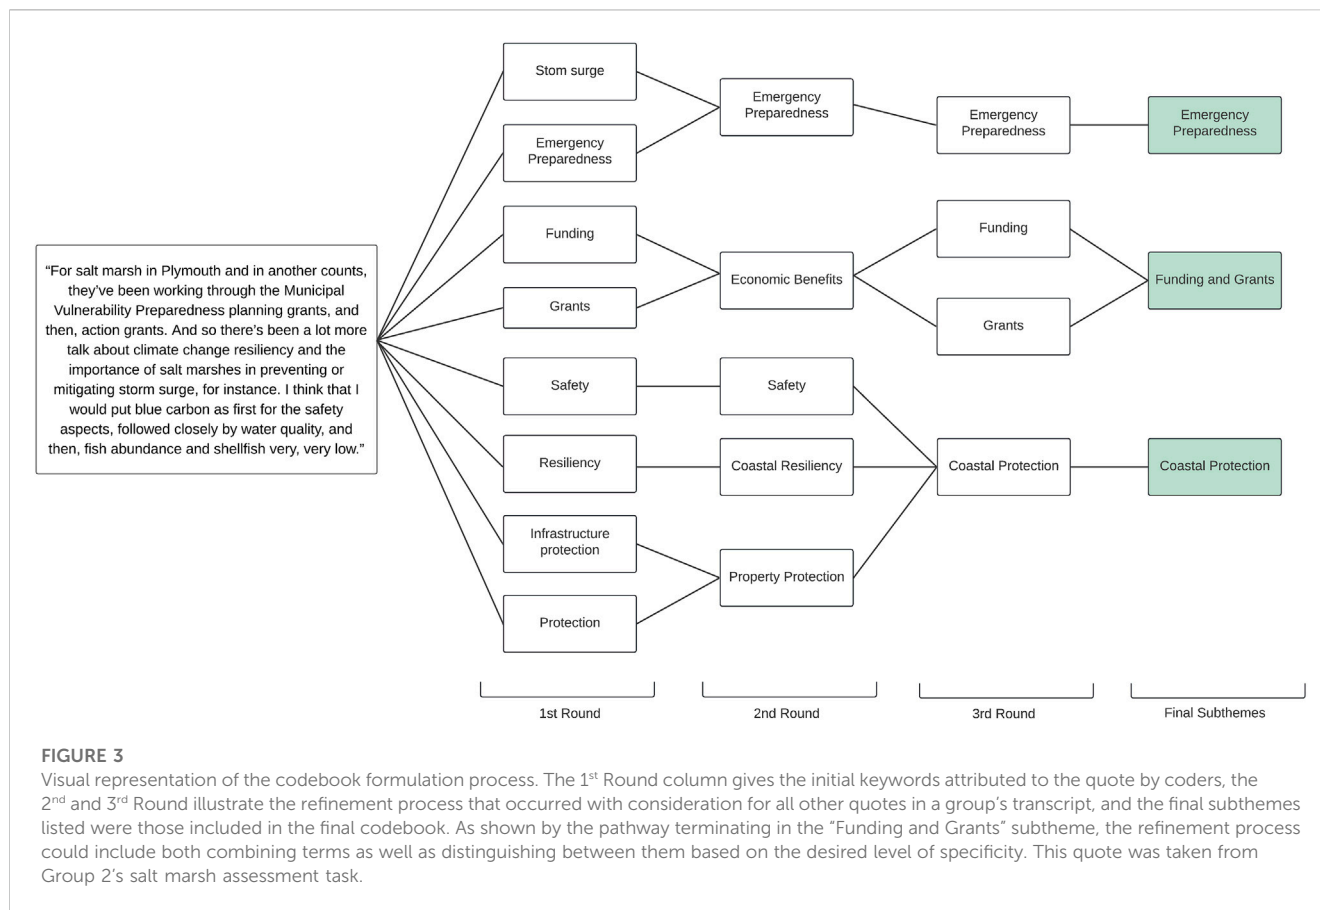 Stom surge
Emergency
Preparedness
Funding
Grants
Safety
Resiliency
Infrastructure
protection
Protection
Emergency
Preparedness
Economic Benefits
Safety
Coastal Resiliency
Property Protection
Emergency
Preparedness
Funding
Grants
Coastal Protection
Emergency
Preparedness
Funding and Grants
Coastal Protection
“For salt marsh in Plymouth and in another counts,
they’ve been working through the Municipal
Vulnerability Preparedness planning grants, and
then, action grants. And so there’s been a lot more
talk about climate change resiliency and the
importance of salt marshes in preventing or
mitigating storm surge, for instance. I think that I
would put blue carbon as first for the safety
aspects, followed closely by water quality, and
then, fish abundance and shellfish very, very low.”
1st Round
2nd Round
3rd Round
Final Subthemes
FIGURE 3
Visual representation of the codebook formulation process. The 1st Round column gives the initial keywords attributed to the quote by coders, the
2nd and 3rd Round illustrate the refinement process that occurred with consideration for all other quotes in a group’s transcript, and the final subthemes
listed were those included in the final codebook. As shown by the pathway terminating in the “Funding and Grants” subtheme, the refinement process
could include both combining terms as well as distinguishing between them based on the desired level of specificity. This quote was taken from
Group 2’s salt marsh assessment task.